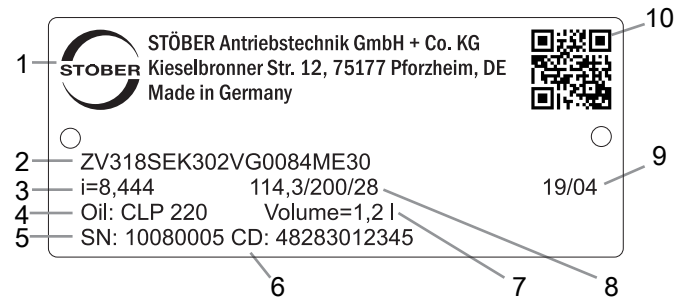 10
STÖBER Antriebstechnik GmbH + Co. KG
1
STOBER
Kieselbronner Str. 12, 75177 Pforzheim, DE
Made in Germany
9
2
ZV318SEK302VG0084ME30
3
i=8,444 114,3/200/28 19/04
4
Oil: CLP 220 Volume=1,2 l
5
SN: 10080005 CD: 48283012345
6 7 8